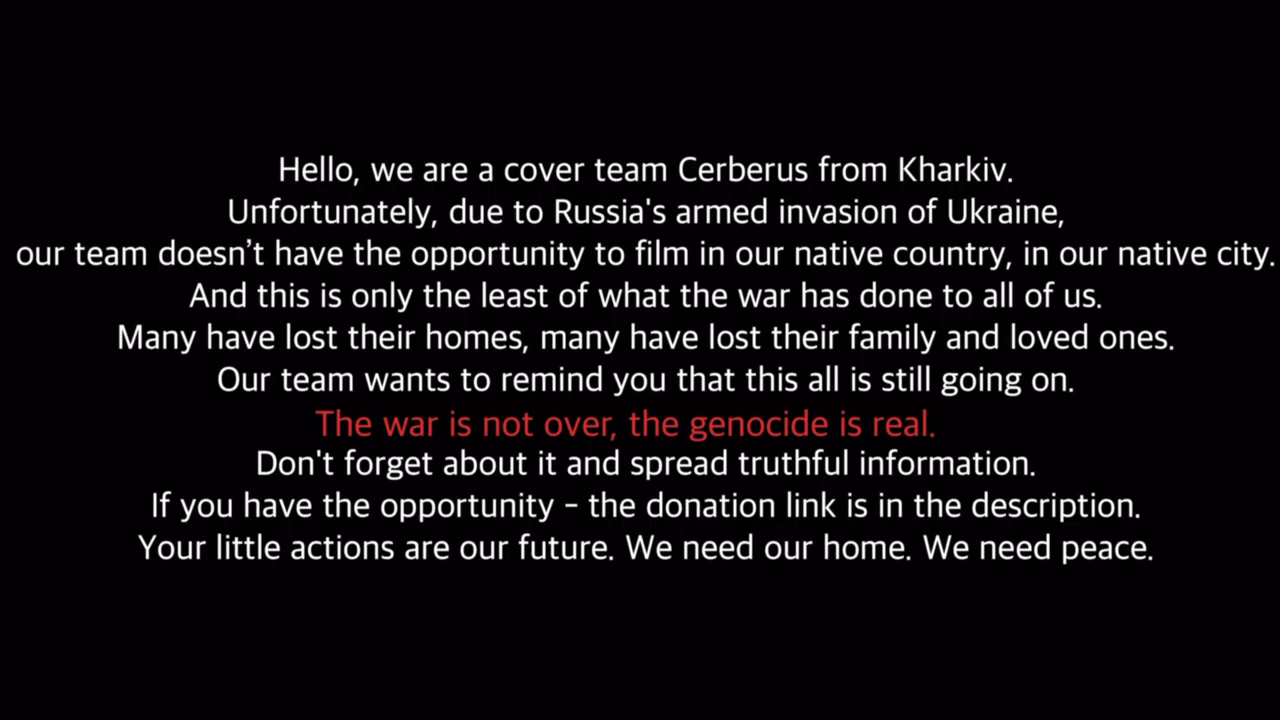 Hello, we are a cover team Cerberus from Kharkiv.
Unfortunately, due to Russia's armed invasion of Ukraine,
our team doesn’t have the opportunity to film in our native country, in our native city.
And this is only the least of what the war has done to all of us.
Many have lost their homes, many have lost their family and loved ones.
Our team wants to remind you that this all is still going on.
The war is not over, the genocide is real.
Don't forget about it and spread truthful information.
If you have the opportunity – the donation link is in the description.
Your little actions are our future. We need our home. We need peace.